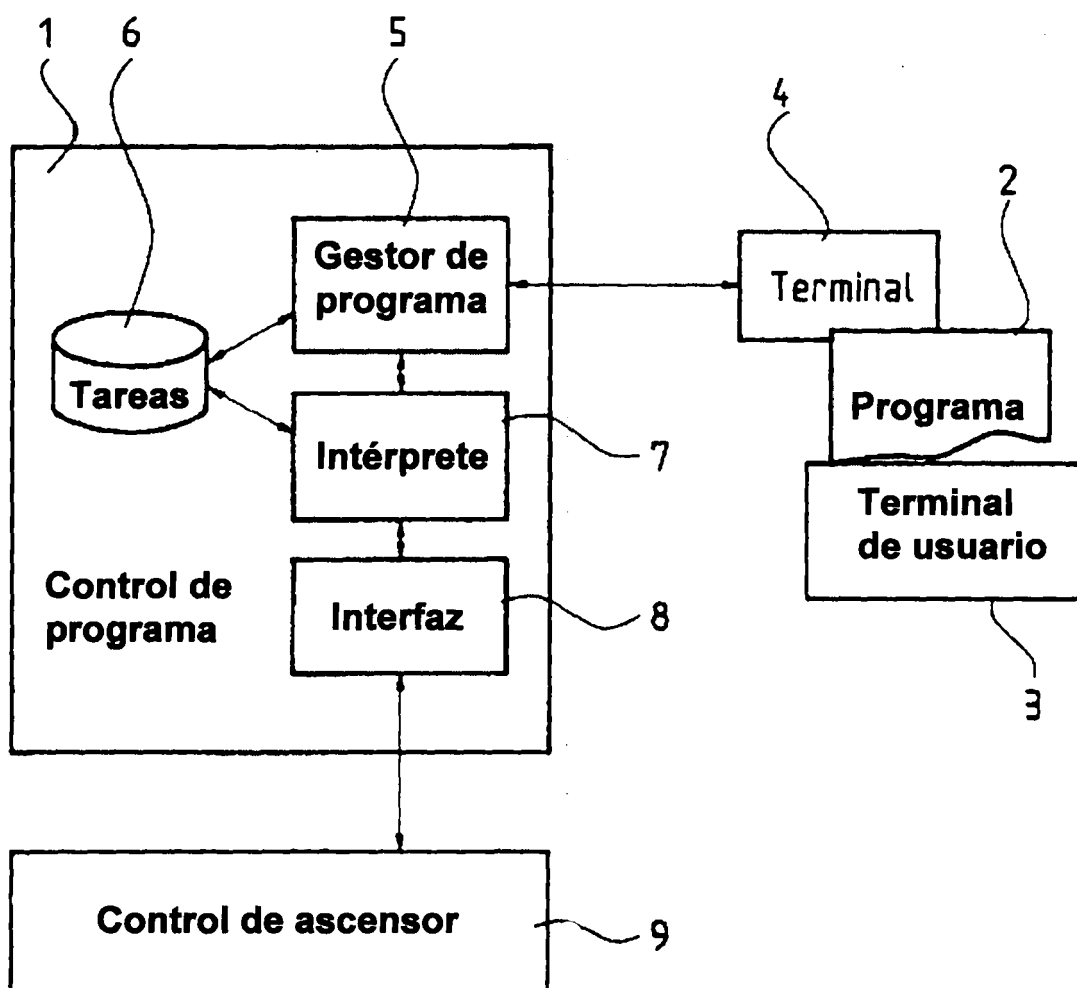 1
6
5
4
2
Gestor de
programa
Terminal
Tareas
Programa
Intérprete
7
Terminal
de usuario
Control de
programa
Interfaz
8
3
Control de ascensor
9